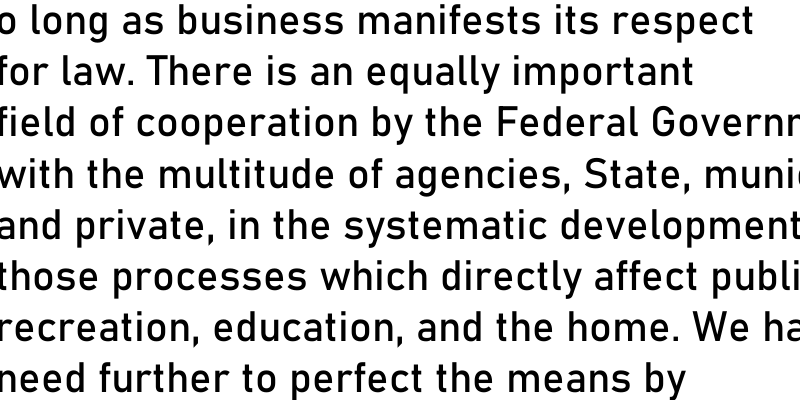 o long as business manifests its respect
for law. There is an equally important
field of cooperation by the Federal Governm
with the multitude of agencies, State, munic
and private, in the systematic development
those processes which directly affect publi
recreation, education, and the home. We ha
need further to perfect the means by